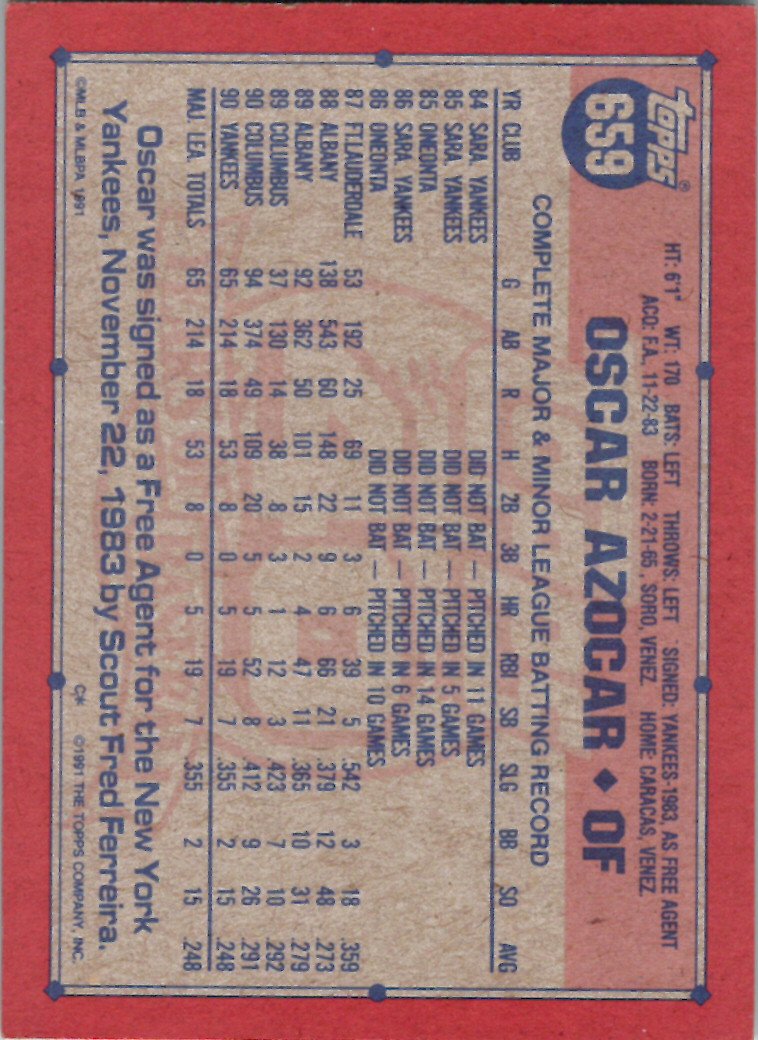 topps®
659
HT: 6'1" WT: 170 BATS: LEFT THROWS: LEFT SIGNED: YANKEES-1983, AS FREE AGENT
ACQ: F.A., 11-22-83 BORN: 2-21-65, SORO, VENEZ. HOME: CARACAS, VENEZ.
OSCAR AZOCAR ♦ OF
COMPLETE MAJOR & MINOR LEAGUE BATTING RECORD
YR CLUB G AB R H 2B 3B HR RBI SB SLG BB SO AVG
84 SARA. YANKEES DID NOT BAT — PITCHED IN 11 GAMES
85 SARA. YANKEES DID NOT BAT — PITCHED IN 5 GAMES
85 ONEONTA DID NOT BAT — PITCHED IN 14 GAMES
86 SARA. YANKEES DID NOT BAT — PITCHED IN 6 GAMES
86 ONEONTA DID NOT BAT — PITCHED IN 10 GAMES
87 FT.LAUDERDALE 53 192 25 69 11 3 6 39 5 .542 3 18 .359
88 ALBANY 138 543 60 148 22 9 6 66 21 .379 12 48 .273
89 ALBANY 92 362 50 101 15 2 4 47 11 .365 10 31 .279
89 COLUMBUS 37 130 14 38 8 3 1 12 3 .423 7 10 .292
90 COLUMBUS 94 374 49 109 20 5 5 52 8 .412 9 26 .291
90 YANKEES 65 214 18 53 8 0 5 19 7 .355 2 15 .248
MAJ. LEA. TOTALS 65 214 18 53 8 0 5 19 7 .355 2 15 .248
Oscar was signed as a Free Agent for the New York
Yankees, November 22, 1983 by Scout Fred Ferreira.
©MLB & MLBPA 1991 C* ©1991 THE TOPPS COMPANY, INC.